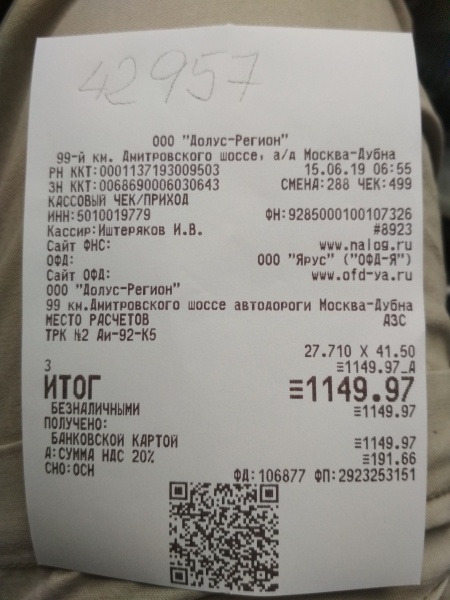 42957
ООО "Долус-Регион"
99-й км. Дмитровского шоссе, а/д Москва-Дубна
РН ККТ:0001137193009503 15.06.19 06:55
ЗН ККТ:0068690006030643 СМЕНА:288 ЧЕК:499
КАССОВЫЙ ЧЕК/ПРИХОД
ИНН:5010019779 ФН:9285000100107326
Кассир:Иштеряков И.В. #8923
Сайт ФНС: www.nalog.ru
ОФД: ООО "Ярус" ("ОФД-Я")
Сайт ОФД: www.ofd-ya.ru
ООО "Долус-Регион"
99 км.Дмитровского шоссе автодороги Москва-Дубна
МЕСТО РАСЧЕТОВ АЗС
ТРК №2 Аи-92-К5
27.710 X 41.50
3 ≡1149.97_А
ИТОГ ≡1149.97
БЕЗНАЛИЧНЫМИ ≡1149.97
ПОЛУЧЕНО:
БАНКОВСКОЙ КАРТОЙ ≡1149.97
А:СУММА НДС 20% ≡191.66
СНО:ОСН ФД:106877 ФП:2923253151